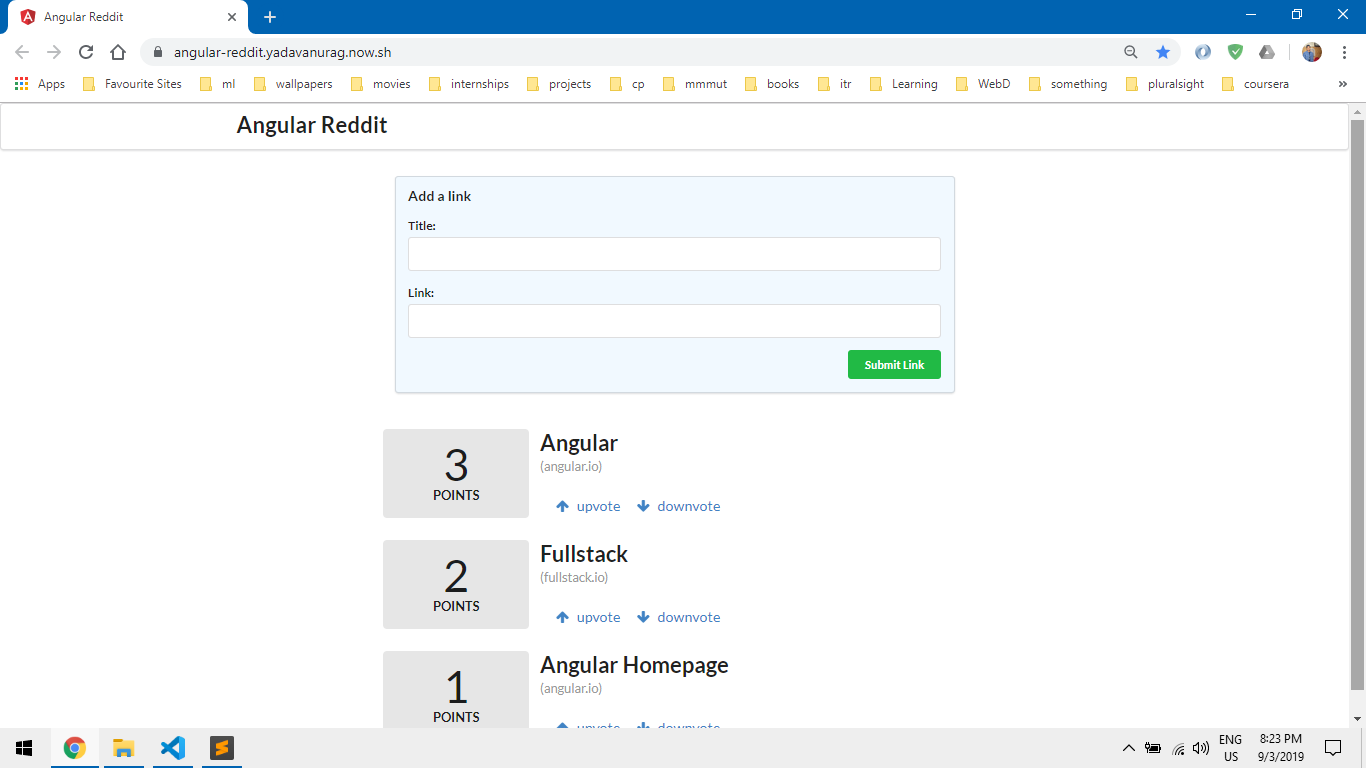 Angular Reddit
angular-reddit.yadavanurag.now.sh
Apps Favourite Sites ml wallpapers movies internships projects cp mmmut books itr Learning WebD something pluralsight coursera »
Angular Reddit
Add a link
Title:
Link:
Submit Link
3
POINTS
Angular
(angular.io)
upvote downvote
2
POINTS
Fullstack
(fullstack.io)
upvote downvote
1
POINTS
Angular Homepage
(angular.io)
upvote downvote
ENG
US
8:23 PM
9/3/2019